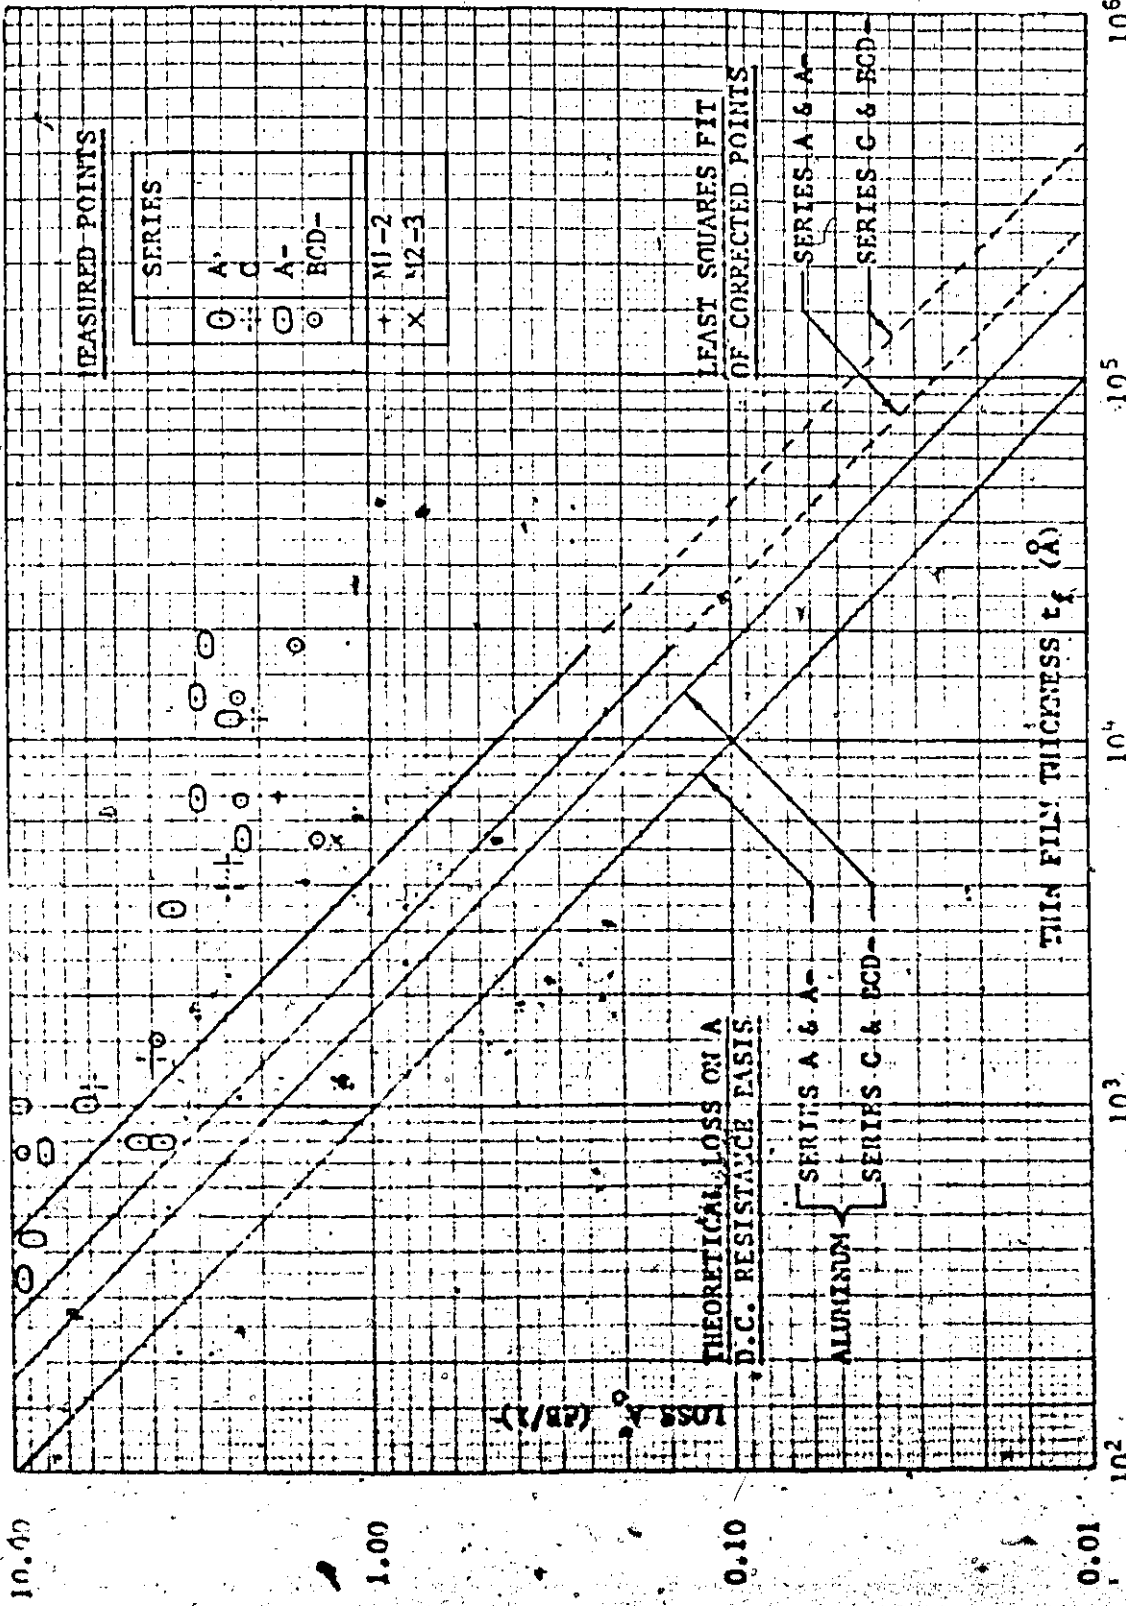 MEASURED POINTS
SERIES
A
C
A-
BCD-
+ M1-2
x M2-3
LEAST SQUARES FIT
OF CORRECTED POINTS
SERIES A & A-
SERIES C & BCD-
THEORETICAL LOSS ON A
D.C. RESISTANCE BASIS
ALUMINUM
SERIES A & A-
SERIES C & BCD-
LOSS A₀
THIN FILM THICKNESS t_f (Å)
10.00
1.00
0.10
0.01
10²
10³
10⁴
10⁵
10⁶